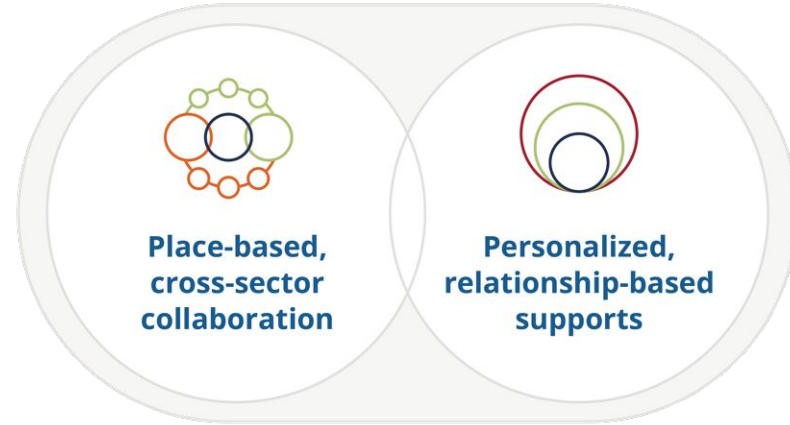 Place-based,
cross-sector
collaboration
Personalized,
relationship-based
supports